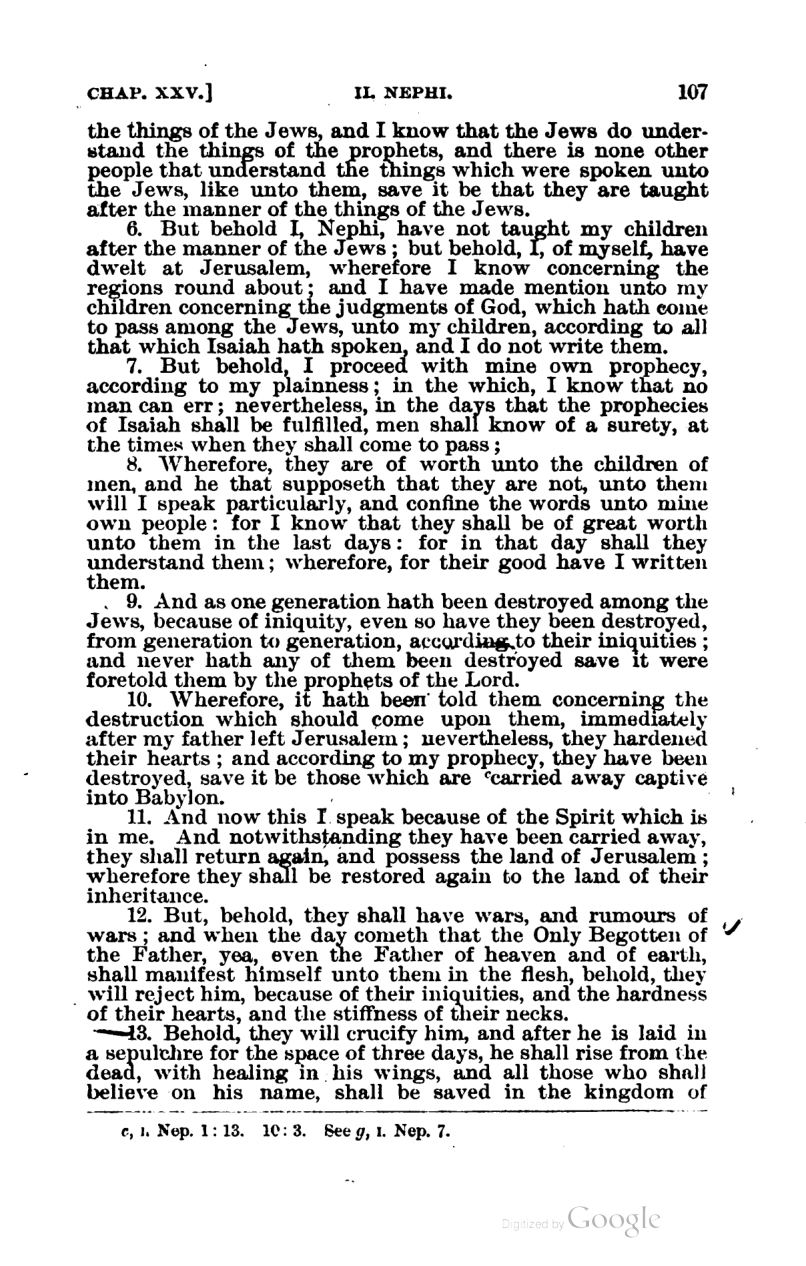 CHAP. XXV.] II. NEPHI. 107
the things of the Jews, and I know that the Jews do under-
stand the things of the prophets, and there is none other
people that understand the things which were spoken unto
the Jews, like unto them, save it be that they are taught
after the manner of the things of the Jews.
6. But behold I, Nephi, have not taught my children
after the manner of the Jews; but behold, I, of myself, have
dwelt at Jerusalem, wherefore I know concerning the
regions round about; and I have made mention unto my
children concerning the judgments of God, which hath come
to pass among the Jews, unto my children, according to all
that which Isaiah hath spoken, and I do not write them.
7. But behold, I proceed with mine own prophecy,
according to my plainness; in the which, I know that no
man can err; nevertheless, in the days that the prophecies
of Isaiah shall be fulfilled, men shall know of a surety, at
the times when they shall come to pass;
8. Wherefore, they are of worth unto the children of
men, and he that supposeth that they are not, unto them
will I speak particularly, and confine the words unto mine
own people: for I know that they shall be of great worth
unto them in the last days: for in that day shall they
understand them; wherefore, for their good have I written
them.
9. And as one generation hath been destroyed among the
Jews, because of iniquity, even so have they been destroyed,
from generation to generation, according to their iniquities;
and never hath any of them been destroyed save it were
foretold them by the prophets of the Lord.
10. Wherefore, it hath been told them concerning the
destruction which should come upon them, immediately
after my father left Jerusalem; nevertheless, they hardened
their hearts; and according to my prophecy, they have been
destroyed, save it be those which are ᶜcarried away captive
into Babylon.
11. And now this I speak because of the Spirit which is
in me. And notwithstanding they have been carried away,
they shall return again, and possess the land of Jerusalem;
wherefore they shall be restored again to the land of their
inheritance.
12. But, behold, they shall have wars, and rumours of
wars; and when the day cometh that the Only Begotten of
the Father, yea, even the Father of heaven and of earth,
shall manifest himself unto them in the flesh, behold, they
will reject him, because of their iniquities, and the hardness
of their hearts, and the stiffness of their necks.
13. Behold, they will crucify him, and after he is laid in
a sepulchre for the space of three days, he shall rise from the
dead, with healing in his wings, and all those who shall
believe on his name, shall be saved in the kingdom of
c, I. Nep. 1: 13. 10: 3. See g, I. Nep. 7.
Digitized by Google